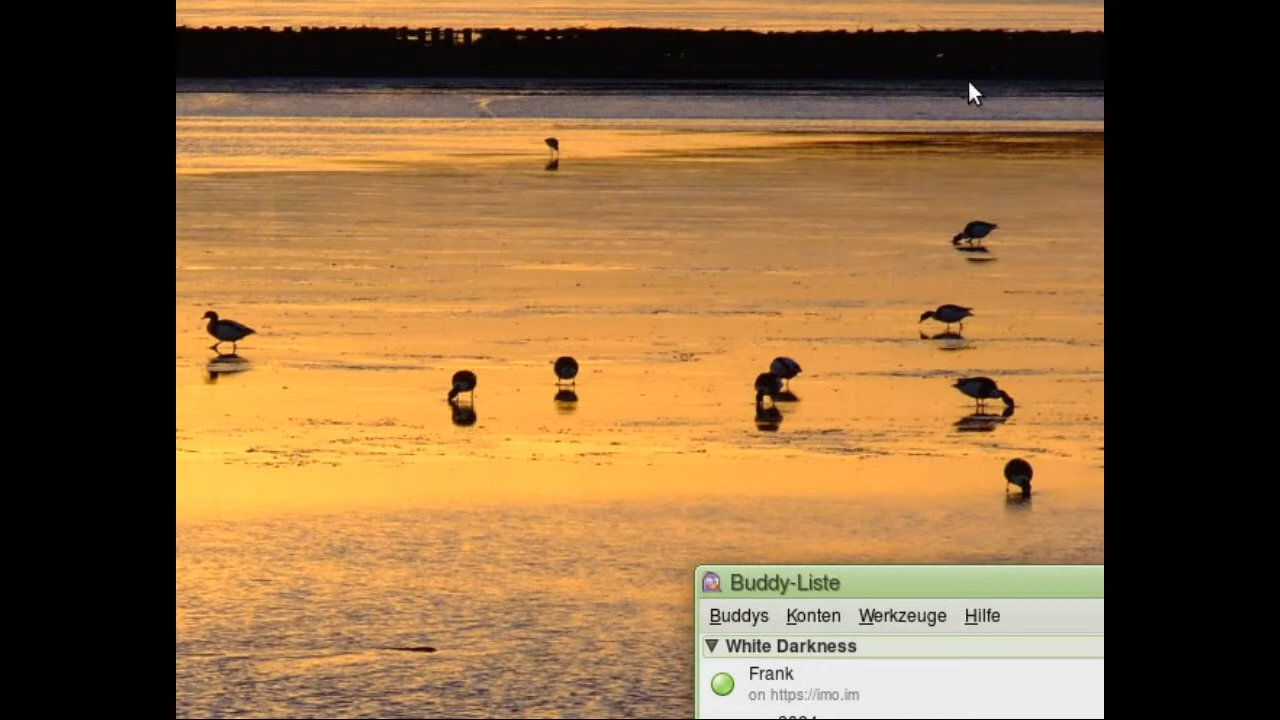 Buddy-Liste
Buddys Konten Werkzeuge Hilfe
White Darkness
Frank
on https://imo.im